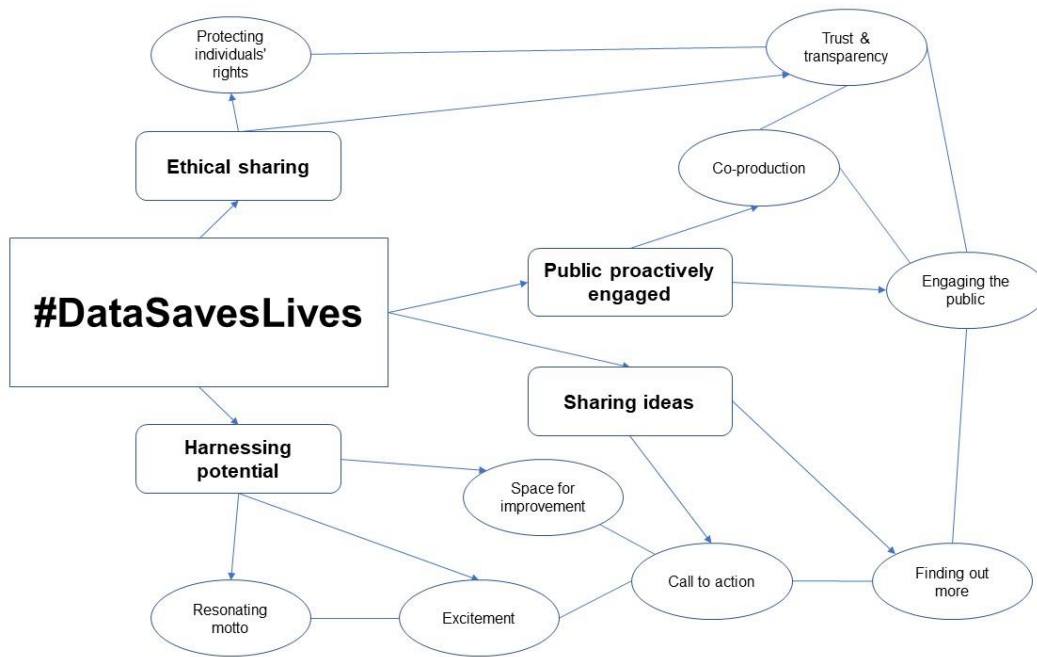 Protecting
individuals'
rights
Trust &
transparency
Ethical sharing
Co-production
#DataSavesLives
Public proactively
engaged
Engaging the
public
Sharing ideas
Harnessing
potential
Space for
improvement
Resonating
motto
Excitement
Call to action
Finding out
more